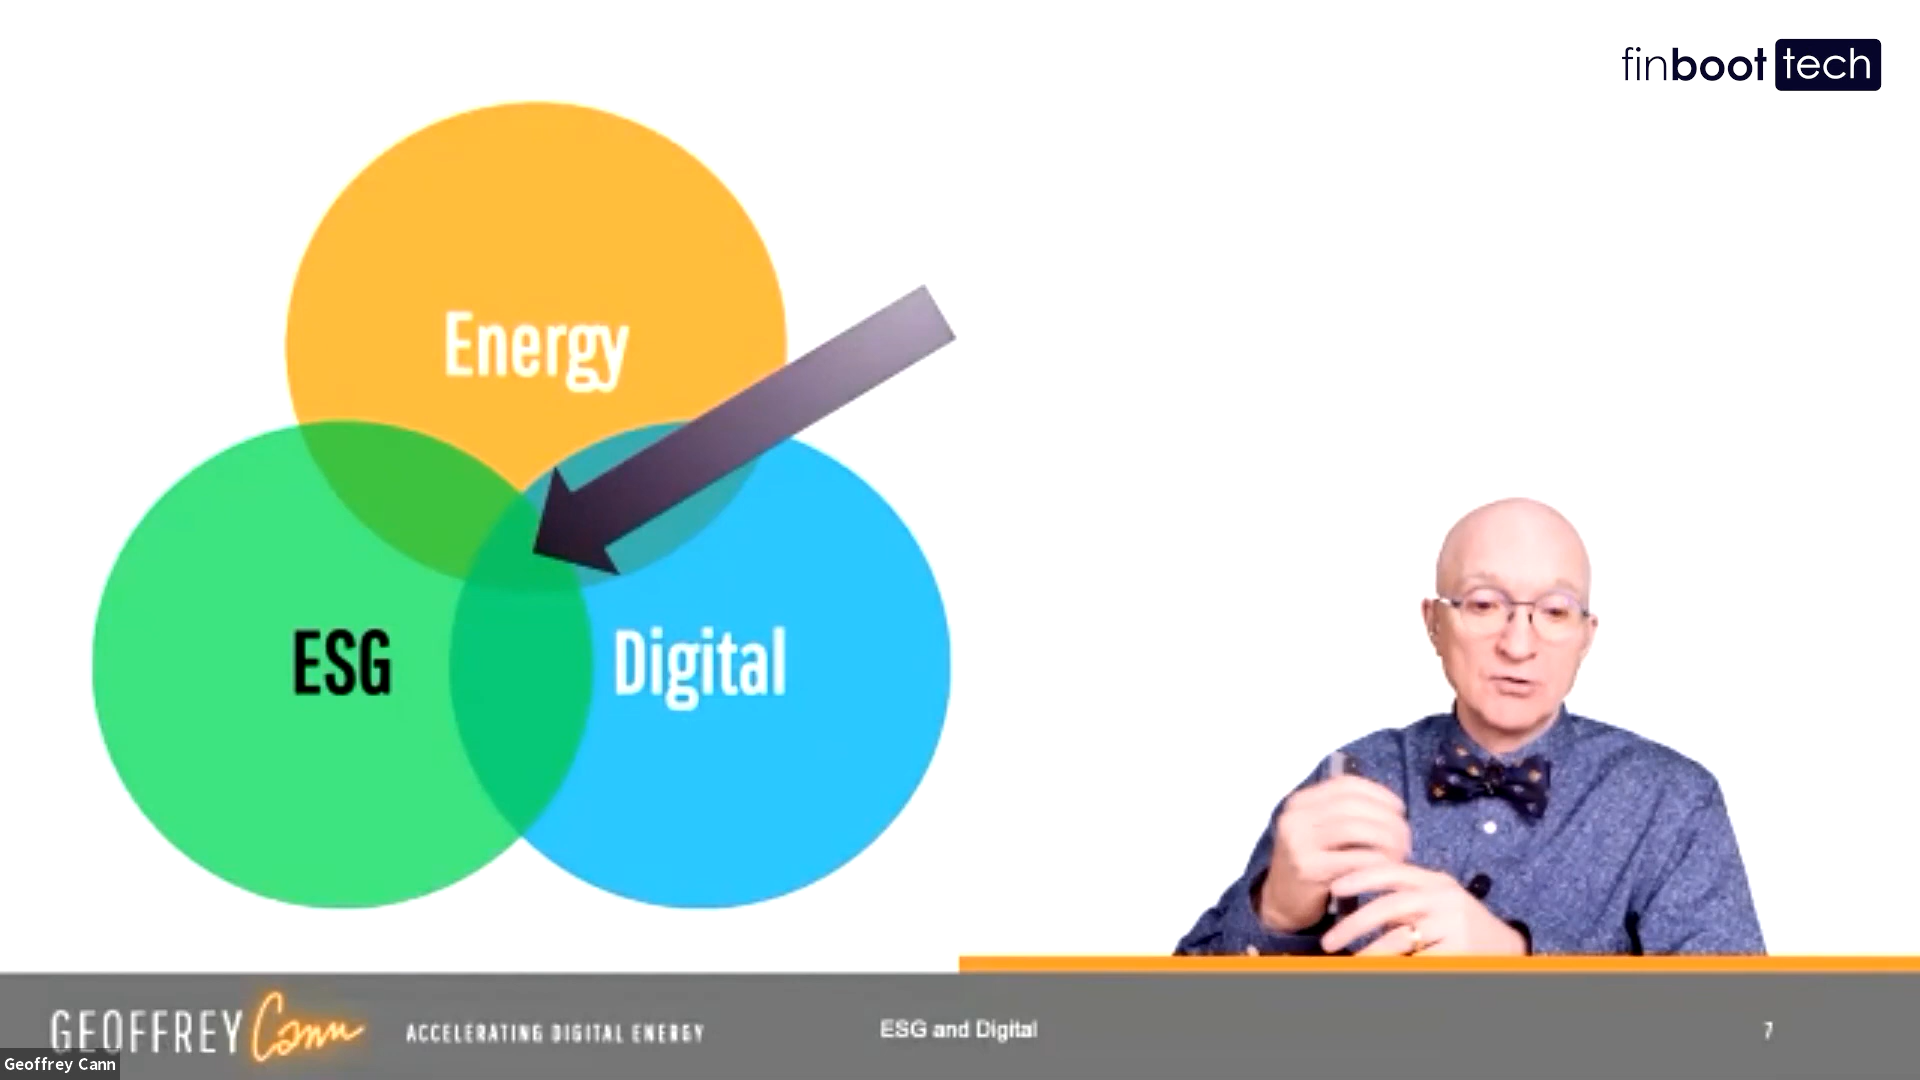 finboot tech
Energy
ESG
Digital
GEOFFREY Cann
ACCELERATING DIGITAL ENERGY
ESG and Digital
7
Geoffrey Cann